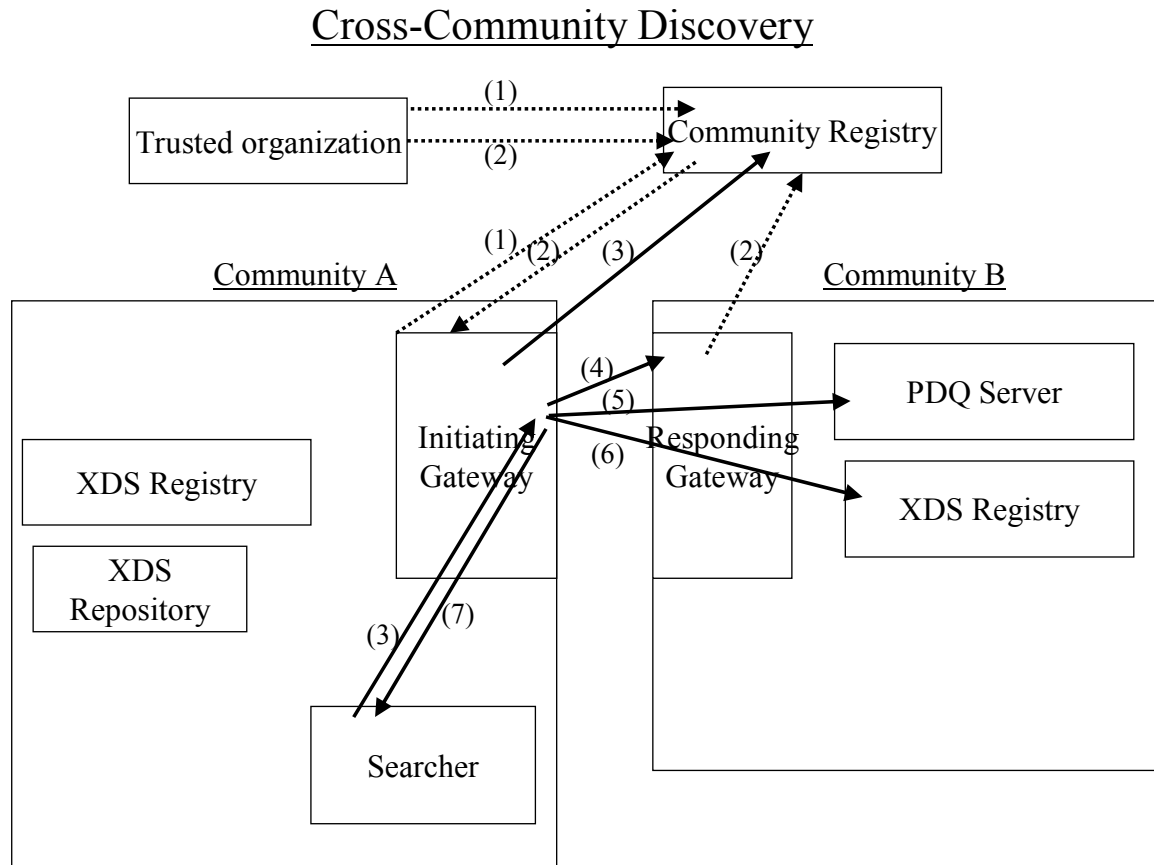 Cross-Community Discovery
(1)
Trusted organization
Community Registry
(2)
(1)
(2)
(3)
(2)
Community A
Community B
(4)
PDQ Server
(5)
Initiating
Gateway
Responding
Gateway
(6)
XDS Registry
XDS Registry
XDS
Repository
(3)
(7)
Searcher